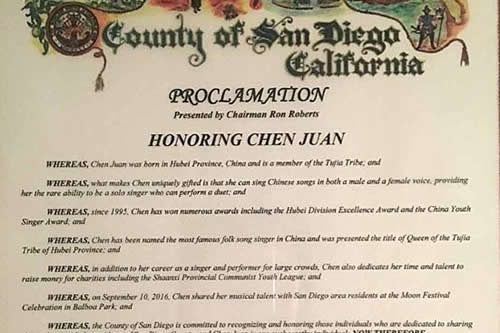 County of San Diego
California
PROCLAMATION
Presented by Chairman Ron Roberts
HONORING CHEN JUAN
WHEREAS, Chen Juan was born in Hubei Province, China and is a member of the Tujia Tribe; and
WHEREAS, what makes Chen uniquely gifted is that she can sing Chinese songs in both a male and a female voice, providing
her the rare ability to be a solo singer who can perform a duet; and
WHEREAS, since 1995, Chen has won numerous awards including the Hubei Division Excellence Award and the China Youth
Singer Award; and
WHEREAS, Chen has been named the most famous folk song singer in China and was presented the title of Queen of the Tujia
Tribe of Hubei Province; and
WHEREAS, in addition to her career as a singer and performer for large crowds, Chen also dedicates her time and talent to
raise money for charities including the Shaanxi Provincial Communist Youth League; and
WHEREAS, on September 10, 2016, Chen shared her musical talent with San Diego area residents at the Moon Festival
Celebration in Balboa Park; and
WHEREAS, the County of San Diego is committed to recognizing and honoring those individuals who are dedicated to sharing
NOW THEREFORE